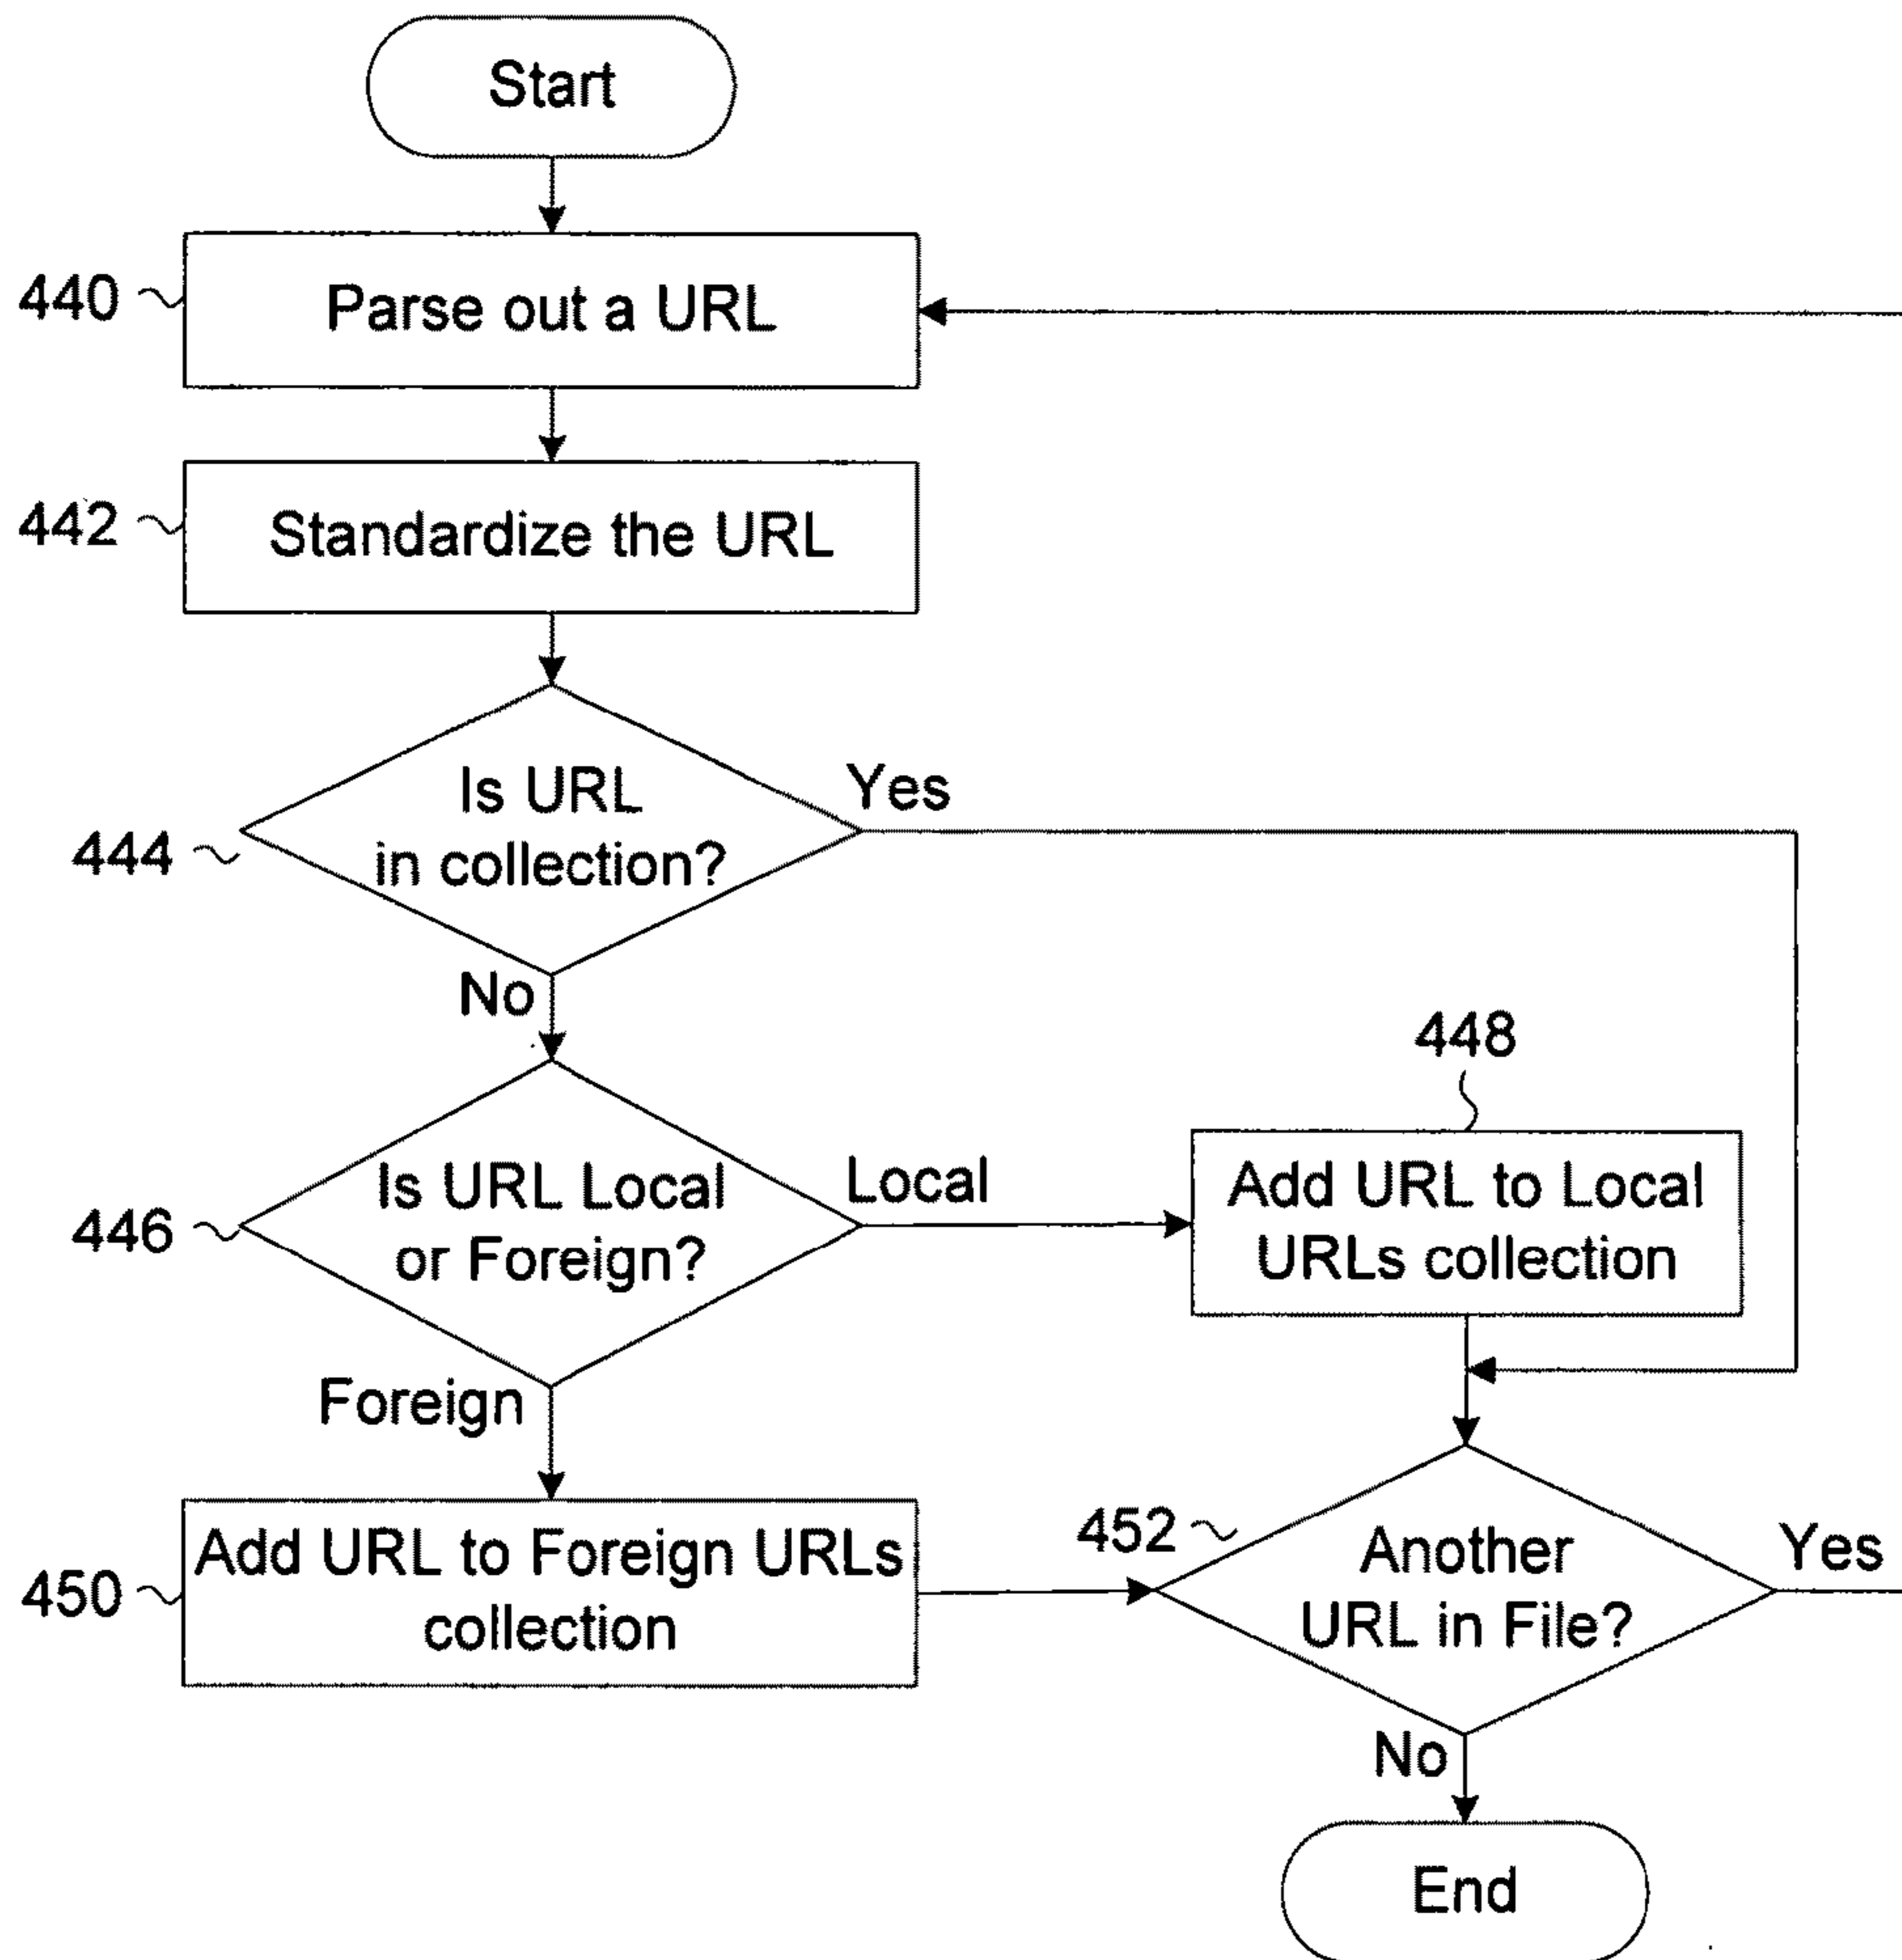 Start
440
Parse out a URL
442
Standardize the URL
444
Is URL
in collection?
Yes
No
446
Is URL Local
or Foreign?
Local
Foreign
448
Add URL to Local
URLs collection
450
Add URL to Foreign URLs
collection
452
Another
URL in File?
Yes
No
End